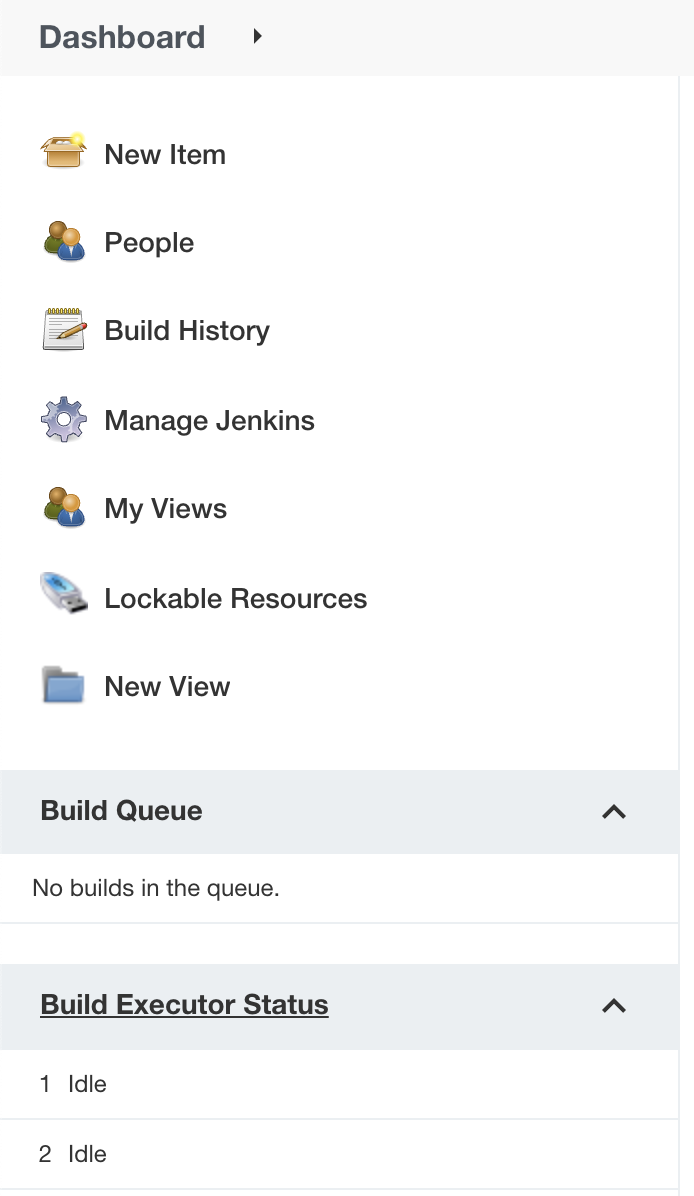 Dashboard
New Item
People
Build History
Manage Jenkins
My Views
Lockable Resources
New View
Build Queue
No builds in the queue.
Build Executor Status
1 Idle
2 Idle